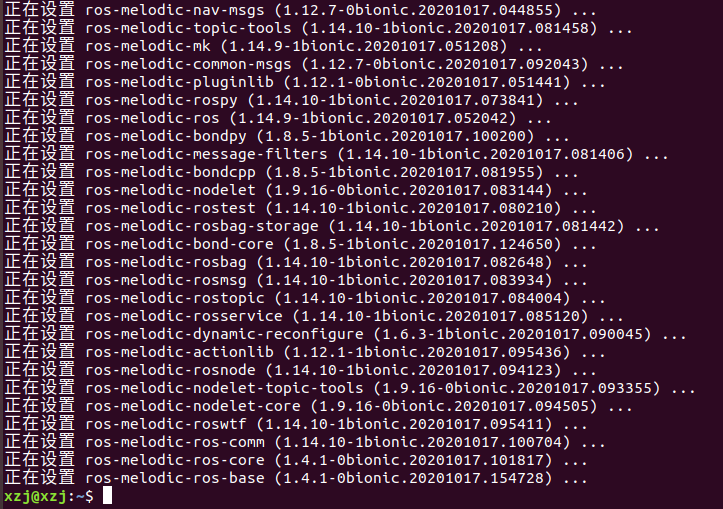 正在设置 ros-melodic-nav-msgs (1.12.7-0bionic.20201017.044855) ...
正在设置 ros-melodic-topic-tools (1.14.10-1bionic.20201017.081458) ...
正在设置 ros-melodic-mk (1.14.9-1bionic.20201017.051208) ...
正在设置 ros-melodic-common-msgs (1.12.7-0bionic.20201017.092043) ...
正在设置 ros-melodic-pluginlib (1.12.1-0bionic.20201017.051441) ...
正在设置 ros-melodic-rospy (1.14.10-1bionic.20201017.073841) ...
正在设置 ros-melodic-ros (1.14.9-1bionic.20201017.052042) ...
正在设置 ros-melodic-bondpy (1.8.5-1bionic.20201017.100200) ...
正在设置 ros-melodic-message-filters (1.14.10-1bionic.20201017.081406) ...
正在设置 ros-melodic-bondcpp (1.8.5-1bionic.20201017.081955) ...
正在设置 ros-melodic-nodelet (1.9.16-0bionic.20201017.083144) ...
正在设置 ros-melodic-rostest (1.14.10-1bionic.20201017.080210) ...
正在设置 ros-melodic-rosbag-storage (1.14.10-1bionic.20201017.081442) ...
正在设置 ros-melodic-bond-core (1.8.5-1bionic.20201017.124650) ...
正在设置 ros-melodic-rosbag (1.14.10-1bionic.20201017.082648) ...
正在设置 ros-melodic-rosmsg (1.14.10-1bionic.20201017.083934) ...
正在设置 ros-melodic-rostopic (1.14.10-1bionic.20201017.084004) ...
正在设置 ros-melodic-rosservice (1.14.10-1bionic.20201017.085120) ...
正在设置 ros-melodic-dynamic-reconfigure (1.6.3-1bionic.20201017.090045) ...
正在设置 ros-melodic-actionlib (1.12.1-1bionic.20201017.095436) ...
正在设置 ros-melodic-rosnode (1.14.10-1bionic.20201017.094123) ...
正在设置 ros-melodic-nodelet-topic-tools (1.9.16-0bionic.20201017.093355) ...
正在设置 ros-melodic-nodelet-core (1.9.16-0bionic.20201017.094505) ...
正在设置 ros-melodic-roswtf (1.14.10-1bionic.20201017.095411) ...
正在设置 ros-melodic-ros-comm (1.14.10-1bionic.20201017.100704) ...
正在设置 ros-melodic-ros-core (1.4.1-0bionic.20201017.101817) ...
正在设置 ros-melodic-ros-base (1.4.1-0bionic.20201017.154728) ...
xzj@xzj:~$